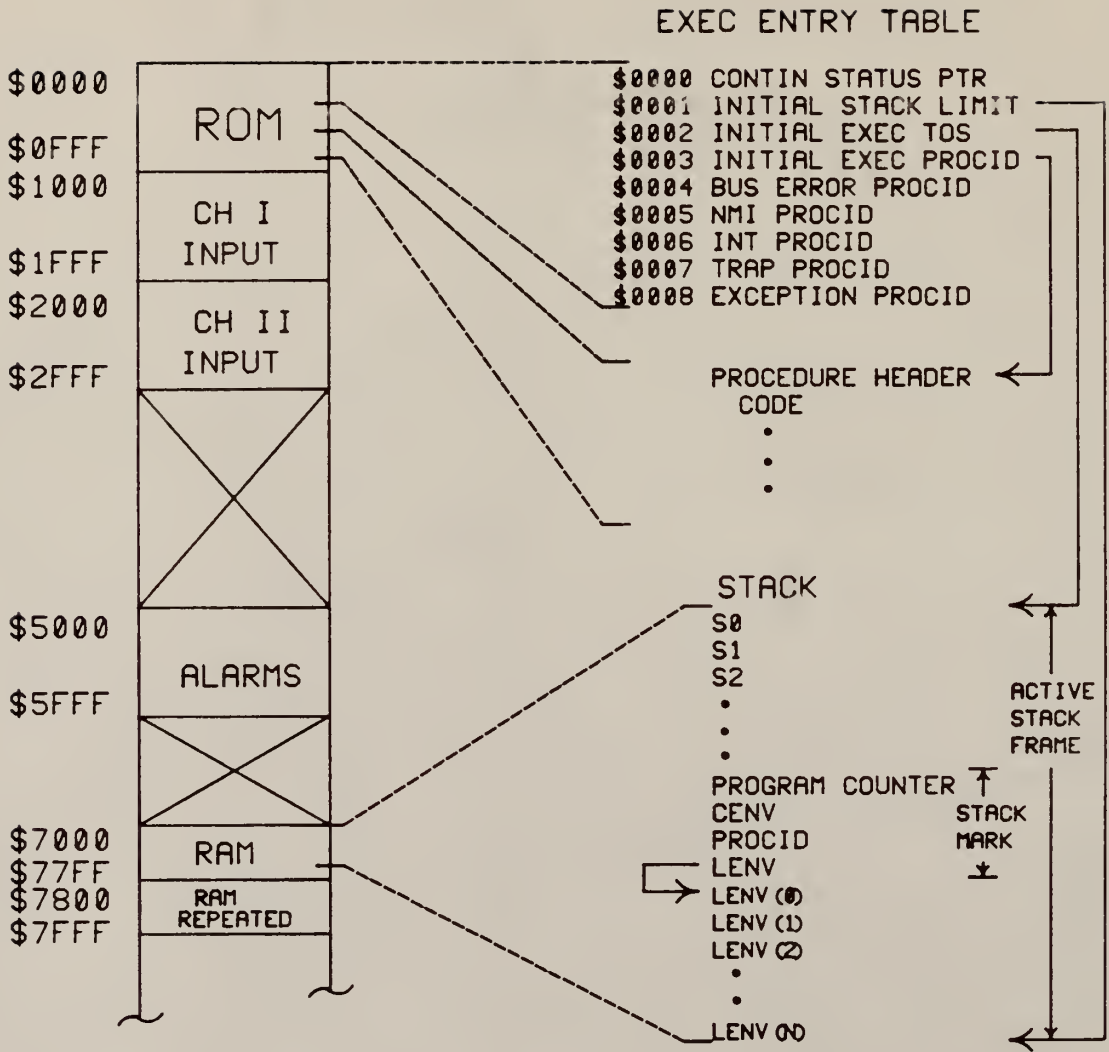 EXEC ENTRY TABLE
$0000
ROM
$0FFF
$1000
CH I
INPUT
$1FFF
$2000
CH II
INPUT
$2FFF
$5000
ALARMS
$5FFF
$7000
RAM
$77FF
$7800
RAM
REPEATED
$7FFF
$0000 CONTIN STATUS PTR
$0001 INITIAL STACK LIMIT
$0002 INITIAL EXEC TOS
$0003 INITIAL EXEC PROCID
$0004 BUS ERROR PROCID
$0005 NMI PROCID
$0006 INT PROCID
$0007 TRAP PROCID
$0008 EXCEPTION PROCID
PROCEDURE HEADER
CODE
STACK
S0
S1
S2
PROGRAM COUNTER
CENV
PROCID
LENV
LENV (0)
LENV (1)
LENV (2)
LENV (N)
STACK
MARK
ACTIVE
STACK
FRAME